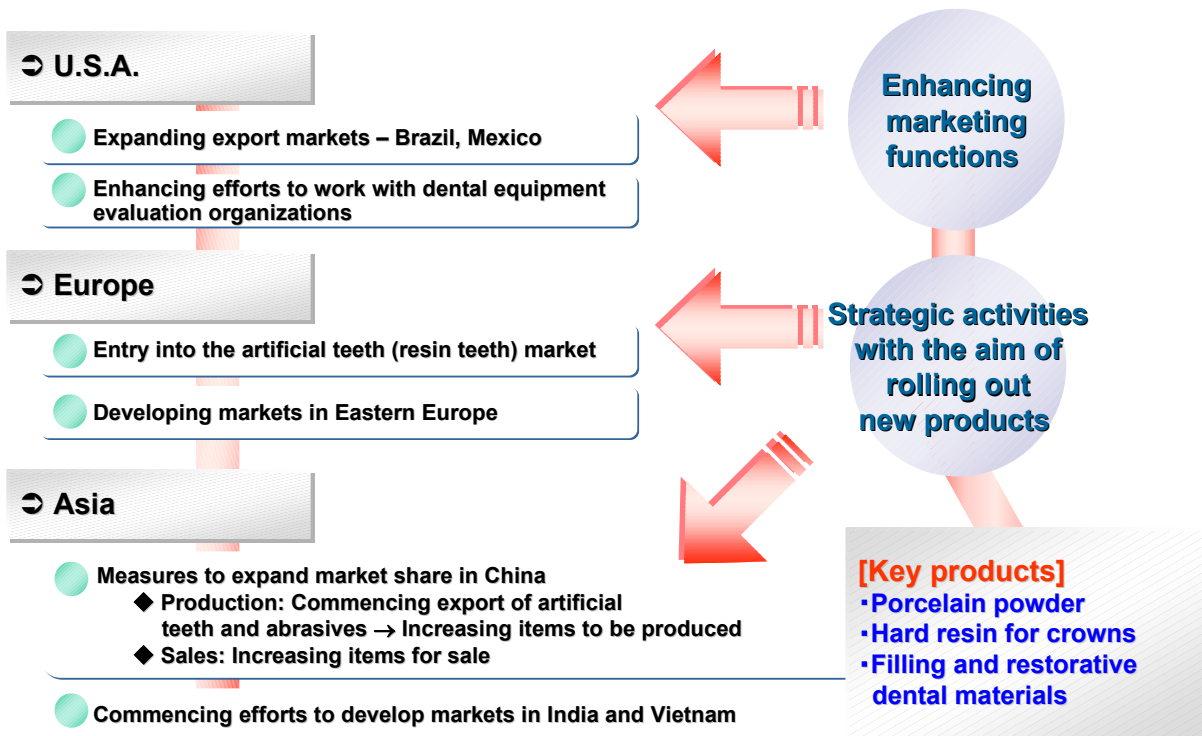 ➲ U.S.A.
Expanding export markets – Brazil, Mexico
Enhancing efforts to work with dental equipment
evaluation organizations
➲ Europe
Entry into the artificial teeth (resin teeth) market
Developing markets in Eastern Europe
➲ Asia
Measures to expand market share in China
◆ Production: Commencing export of artificial
teeth and abrasives → Increasing items to be produced
◆ Sales: Increasing items for sale
Commencing efforts to develop markets in India and Vietnam
Enhancing
marketing
functions
Strategic activities
with the aim of
rolling out
new products
[Key products]
・Porcelain powder
・Hard resin for crowns
・Filling and restorative
dental materials